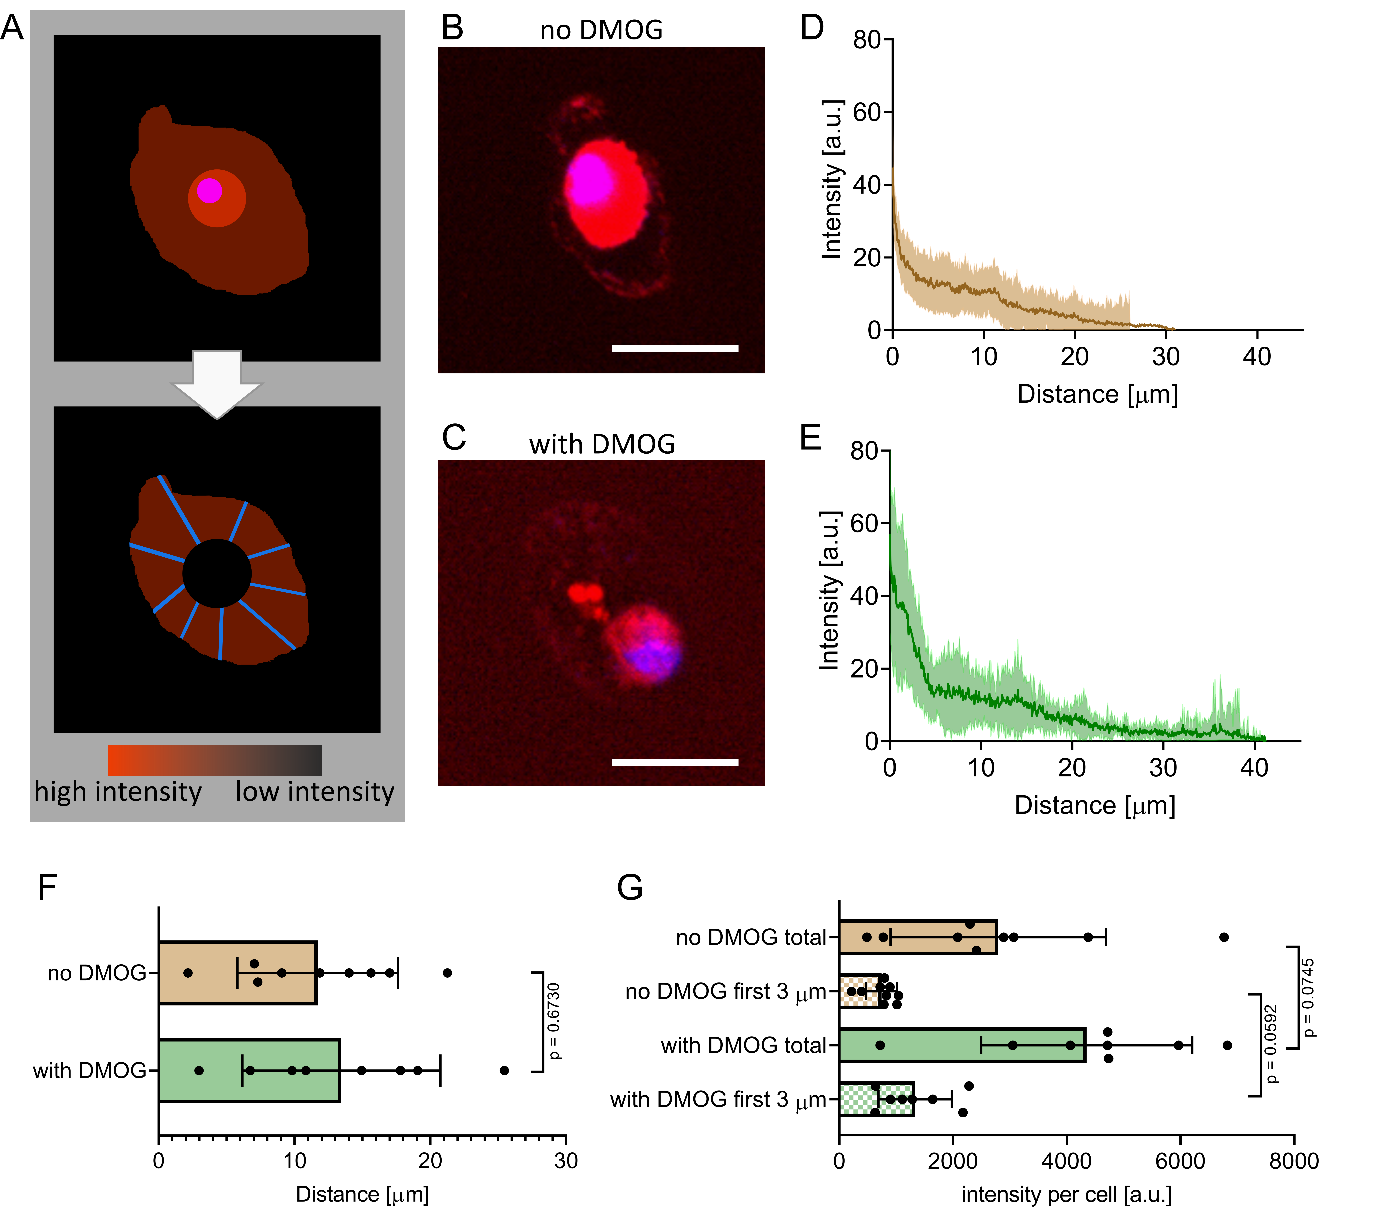 A
high intensity
low intensity
B
no DMOG
C
with DMOG
D
80
60
40
20
0
Intensity [a.u.]
0 10 20 30 40
Distance [μm]
E
80
60
40
20
0
Intensity [a.u.]
0 10 20 30 40
Distance [μm]
F
no DMOG
with DMOG
p = 0.6730
0 10 20 30
Distance [μm]
G
no DMOG total
no DMOG first 3 μm
with DMOG total
with DMOG first 3 μm
p = 0.0592
p = 0.0745
0 2000 4000 6000 8000
intensity per cell [a.u.]